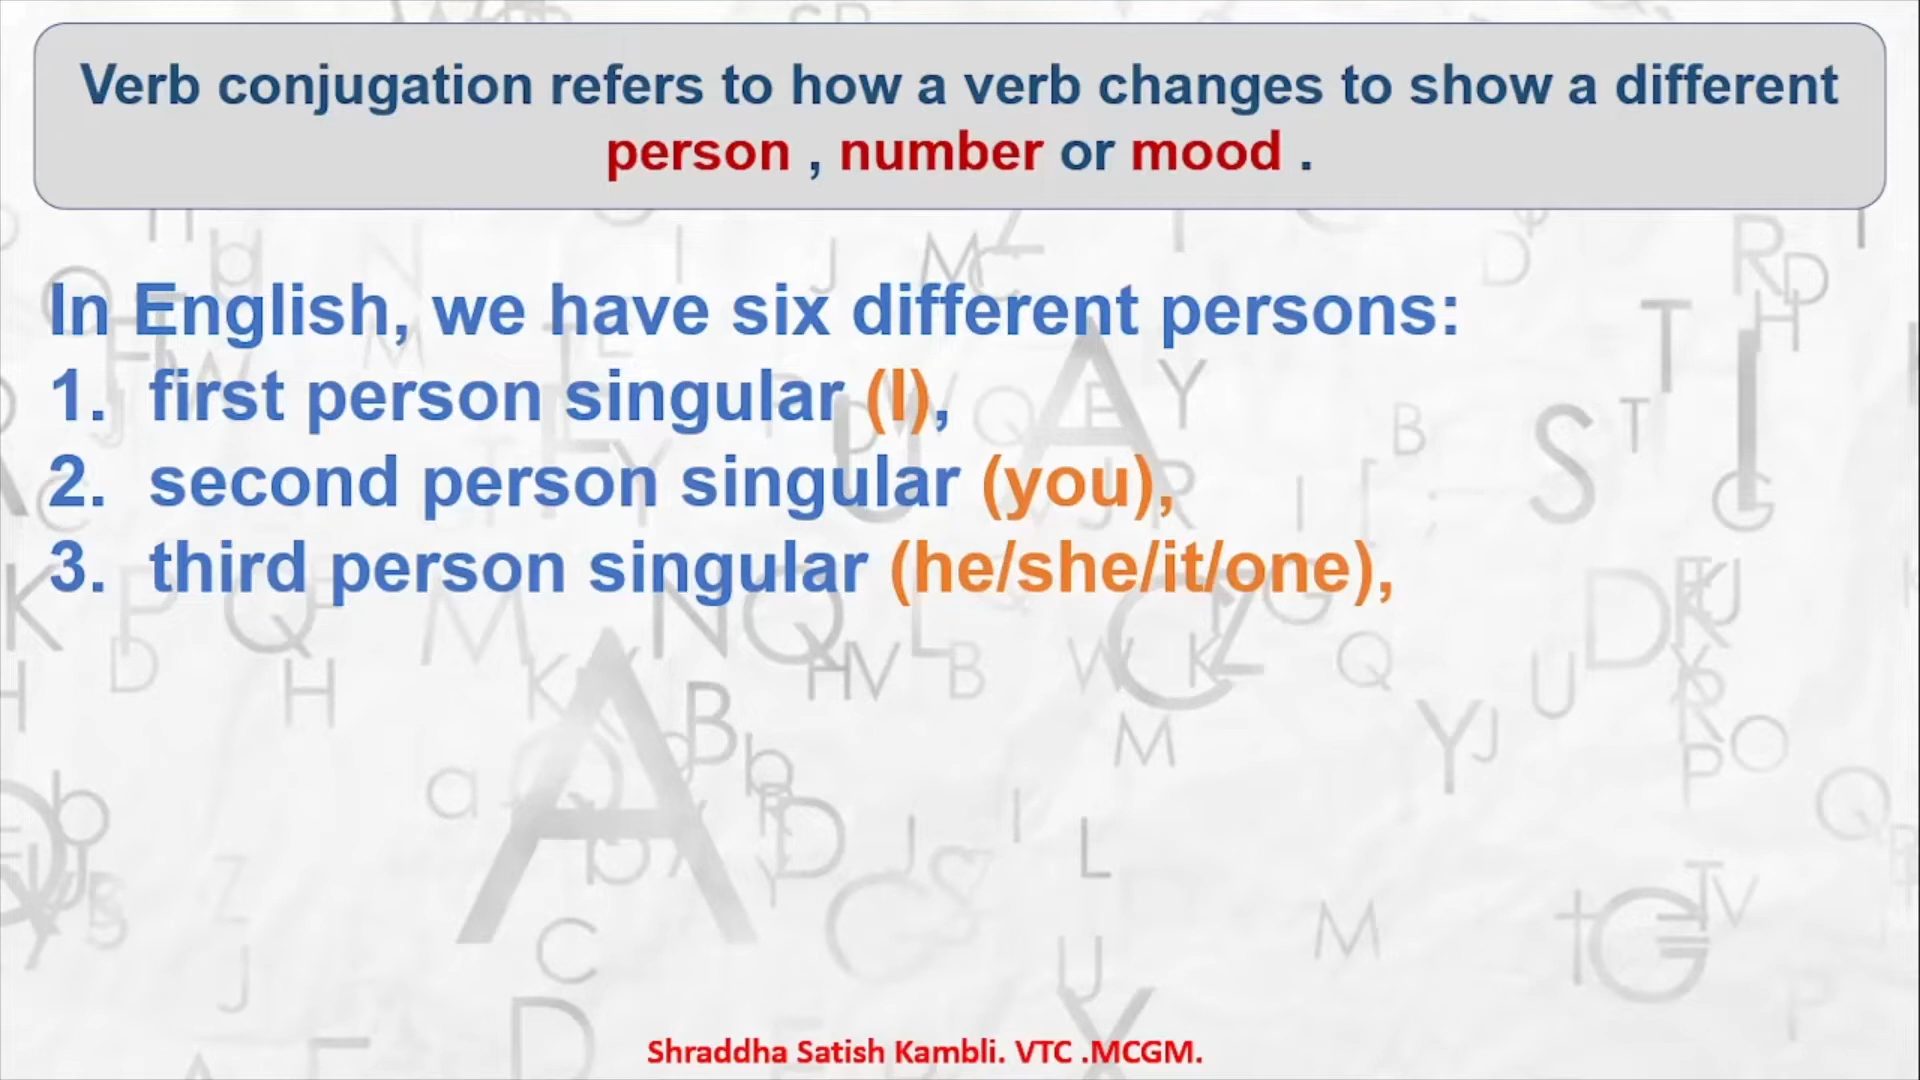 Verb conjugation refers to how a verb changes to show a different
person , number or mood .
In English, we have six different persons:
1. first person singular (I),
2. second person singular (you),
3. third person singular (he/she/it/one),
Shraddha Satish Kambli. VTC .MCGM.